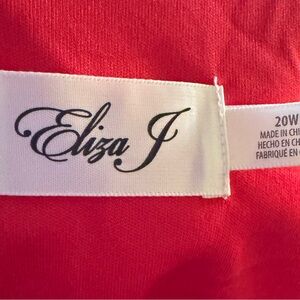 Eliza J
20W
MADE IN
HECHO EN
FABRIQUÉ EN